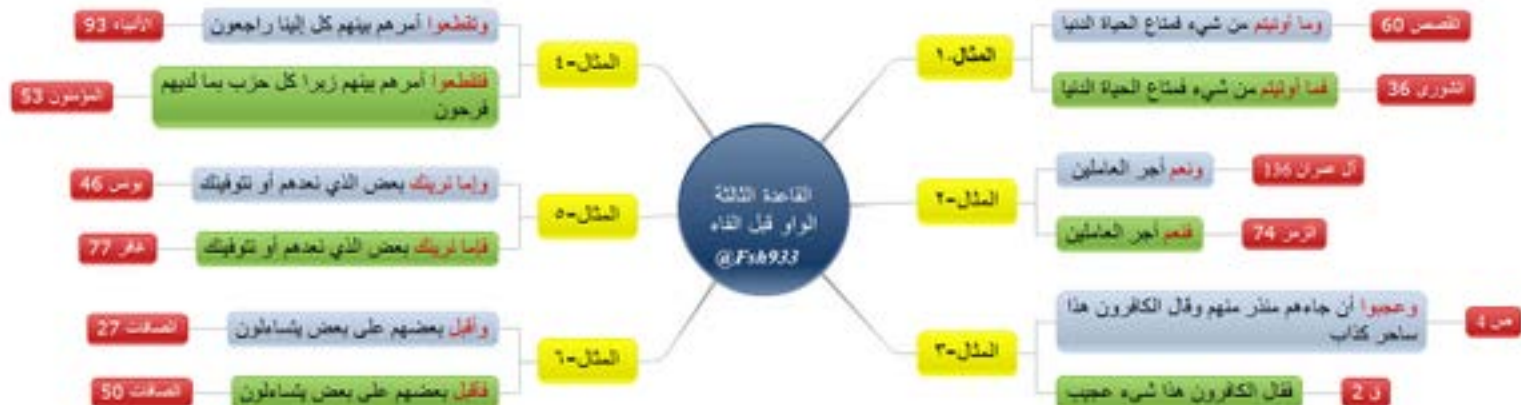 القاعدة الثالثة
الواو قبل الفاء
@Fsh933
المثال-١
وما أوتيتم من شيء فمتاع الحياة الدنيا
القصص 60
فما أوتيتم من شيء فمتاع الحياة الدنيا
الشورى 36
المثال-٢
ونعم أجر العاملين
آل عمران 136
فنعم أجر العاملين
الزمر 74
المثال-٣
وعجبوا أن جاءهم منذر منهم وقال الكافرون هذا
ساحر كذاب
ص 4
فقال الكافرون هذا شيء عجيب
ق 2
المثال-٤
وتقطعوا أمرهم بينهم كل إلينا راجعون
الأنبياء 93
فتقطعوا أمرهم بينهم زبرا كل حزب بما لديهم
فرحون
المؤمنون 53
المثال-٥
وإما نرينك بعض الذي نعدهم أو نتوفينك
يونس 46
فإما نرينك بعض الذي نعدهم أو نتوفينك
غافر 77
المثال-٦
وأقبل بعضهم على بعض يتساءلون
الصافات 27
فأقبل بعضهم على بعض يتساءلون
الصافات 50